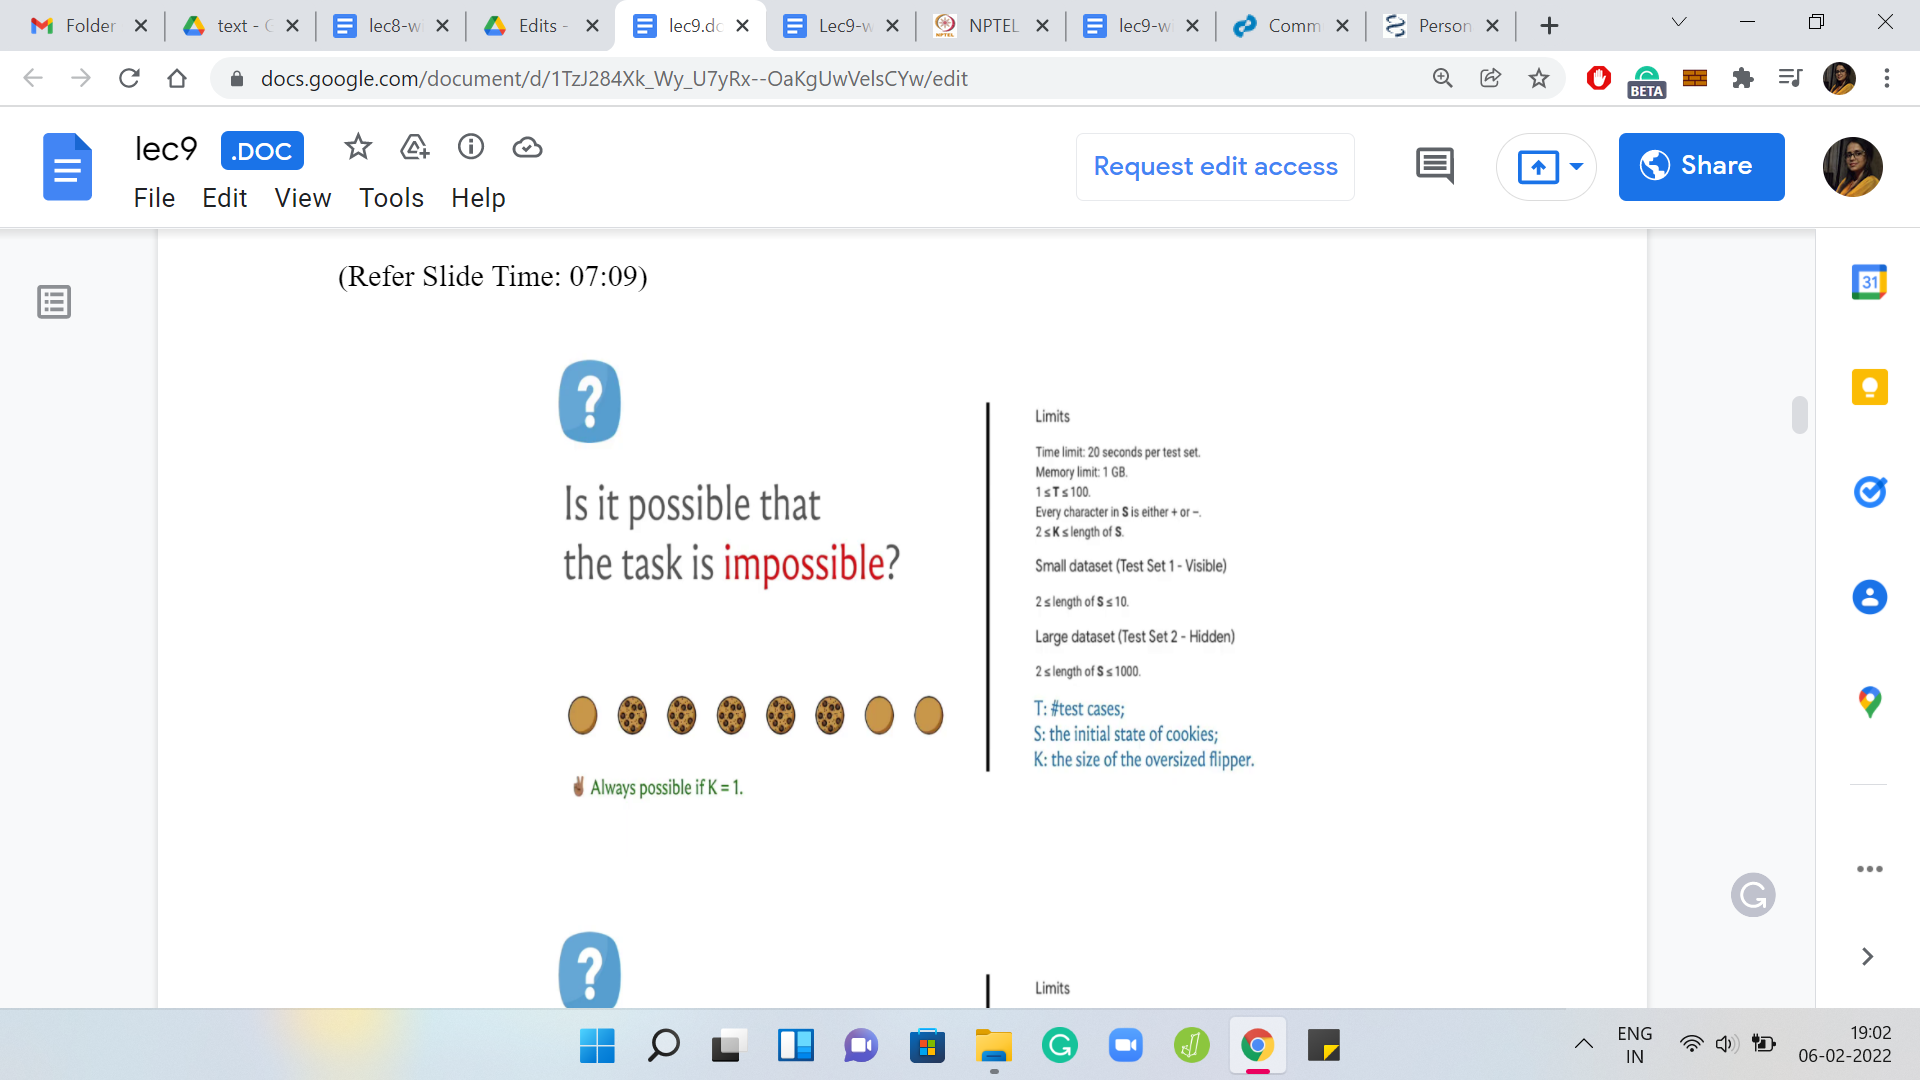 Folder
text - G
lec8-w
Edits -
lec9.dc
Lec9-w
NPTEL
lec9-w
Comm
Person
docs.google.com/document/d/1TzJ284Xk_Wy_U7yRx--OaKgUwVelsCYw/edit
BETA
lec9
.DOC
File Edit View Tools Help
Request edit access
Share
31
(Refer Slide Time: 07:09)
?
Is it possible that
the task is impossible?
Always possible if K = 1.
Limits
Time limit: 20 seconds per test set.
Memory limit: 1 GB.
1 ≤ T ≤ 100.
Every character in S is either + or −.
2 ≤ K ≤ length of S.
Small dataset (Test Set 1 - Visible)
2 ≤ length of S ≤ 10.
Large dataset (Test Set 2 - Hidden)
2 ≤ length of S ≤ 1000.
T: #test cases;
S: the initial state of cookies;
K: the size of the oversized flipper.
?
Limits
ENG
IN
19:02
06-02-2022